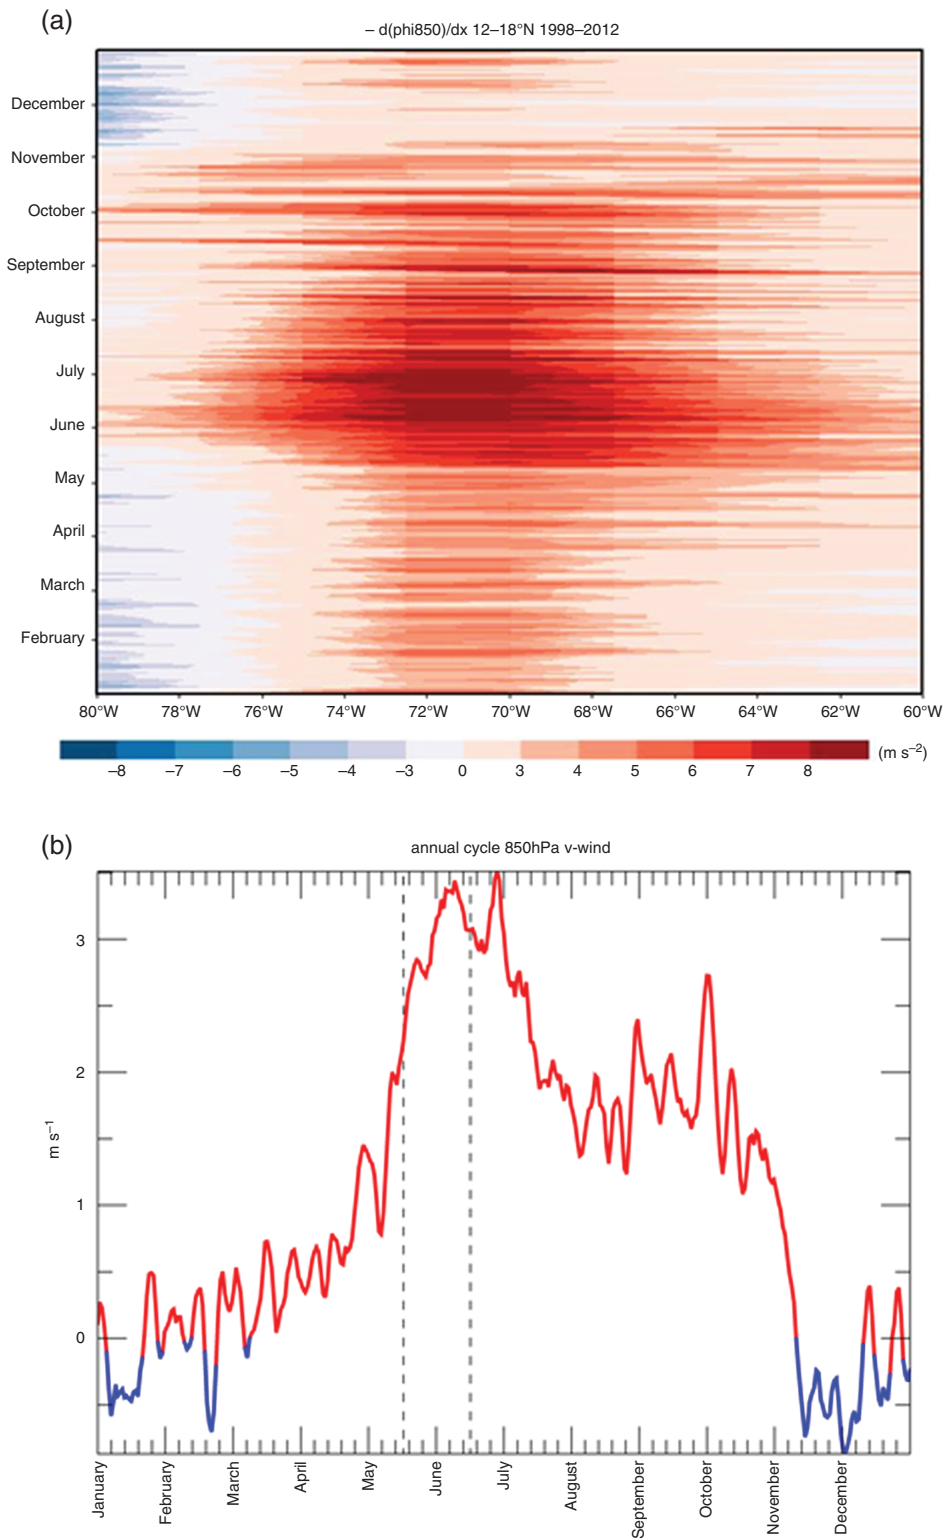 (a)
– d(phi850)/dx 12–18°N 1998–2012
December
November
October
September
August
July
June
May
April
March
February
80°W 78°W 76°W 74°W 72°W 70°W 68°W 66°W 64°W 62°W 60°W
–8 –7 –6 –5 –4 –3 0 3 4 5 6 7 8 (m s⁻²)
(b)
annual cycle 850hPa v-wind
3
2
1
0
m s⁻¹
January February March April May June July August September October November December